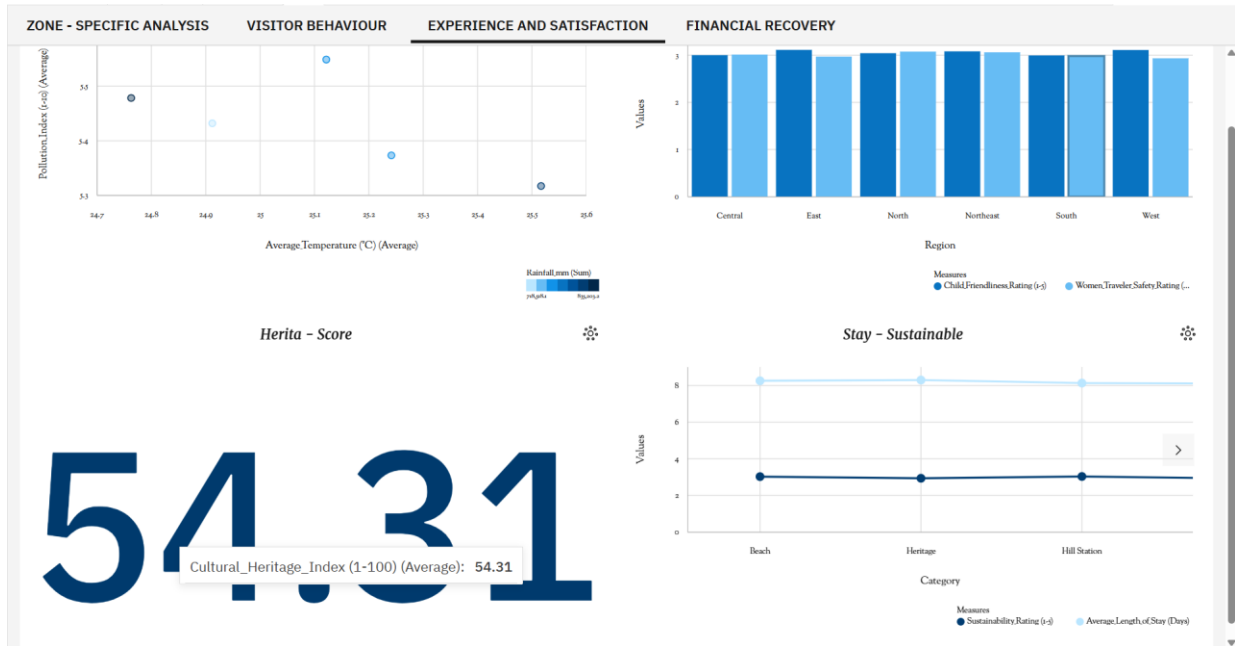 ZONE - SPECIFIC ANALYSIS VISITOR BEHAVIOUR EXPERIENCE AND SATISFACTION FINANCIAL RECOVERY
Pollution_Index (1-10) (Average)
5.5
5.4
5.3
24.7 24.8 24.9 25 25.1 25.2 25.3 25.4 25.5 25.6
Average_Temperature (°C) (Average)
Rainfall_mm (Sum)
Values
3
2
1
0
Central East North Northeast South West
Region
Measures
Child_Friendliness_Rating (1-5) Women_Traveler_Safety_Rating (...
Herita - Score
54.31
Cultural_Heritage_Index (1-100) (Average): 54.31
Stay - Sustainable
Values
8
6
4
2
0
Beach Heritage Hill Station
Category
Measures
Sustainability_Rating (1-5) Average_Length_of_Stay (Days)